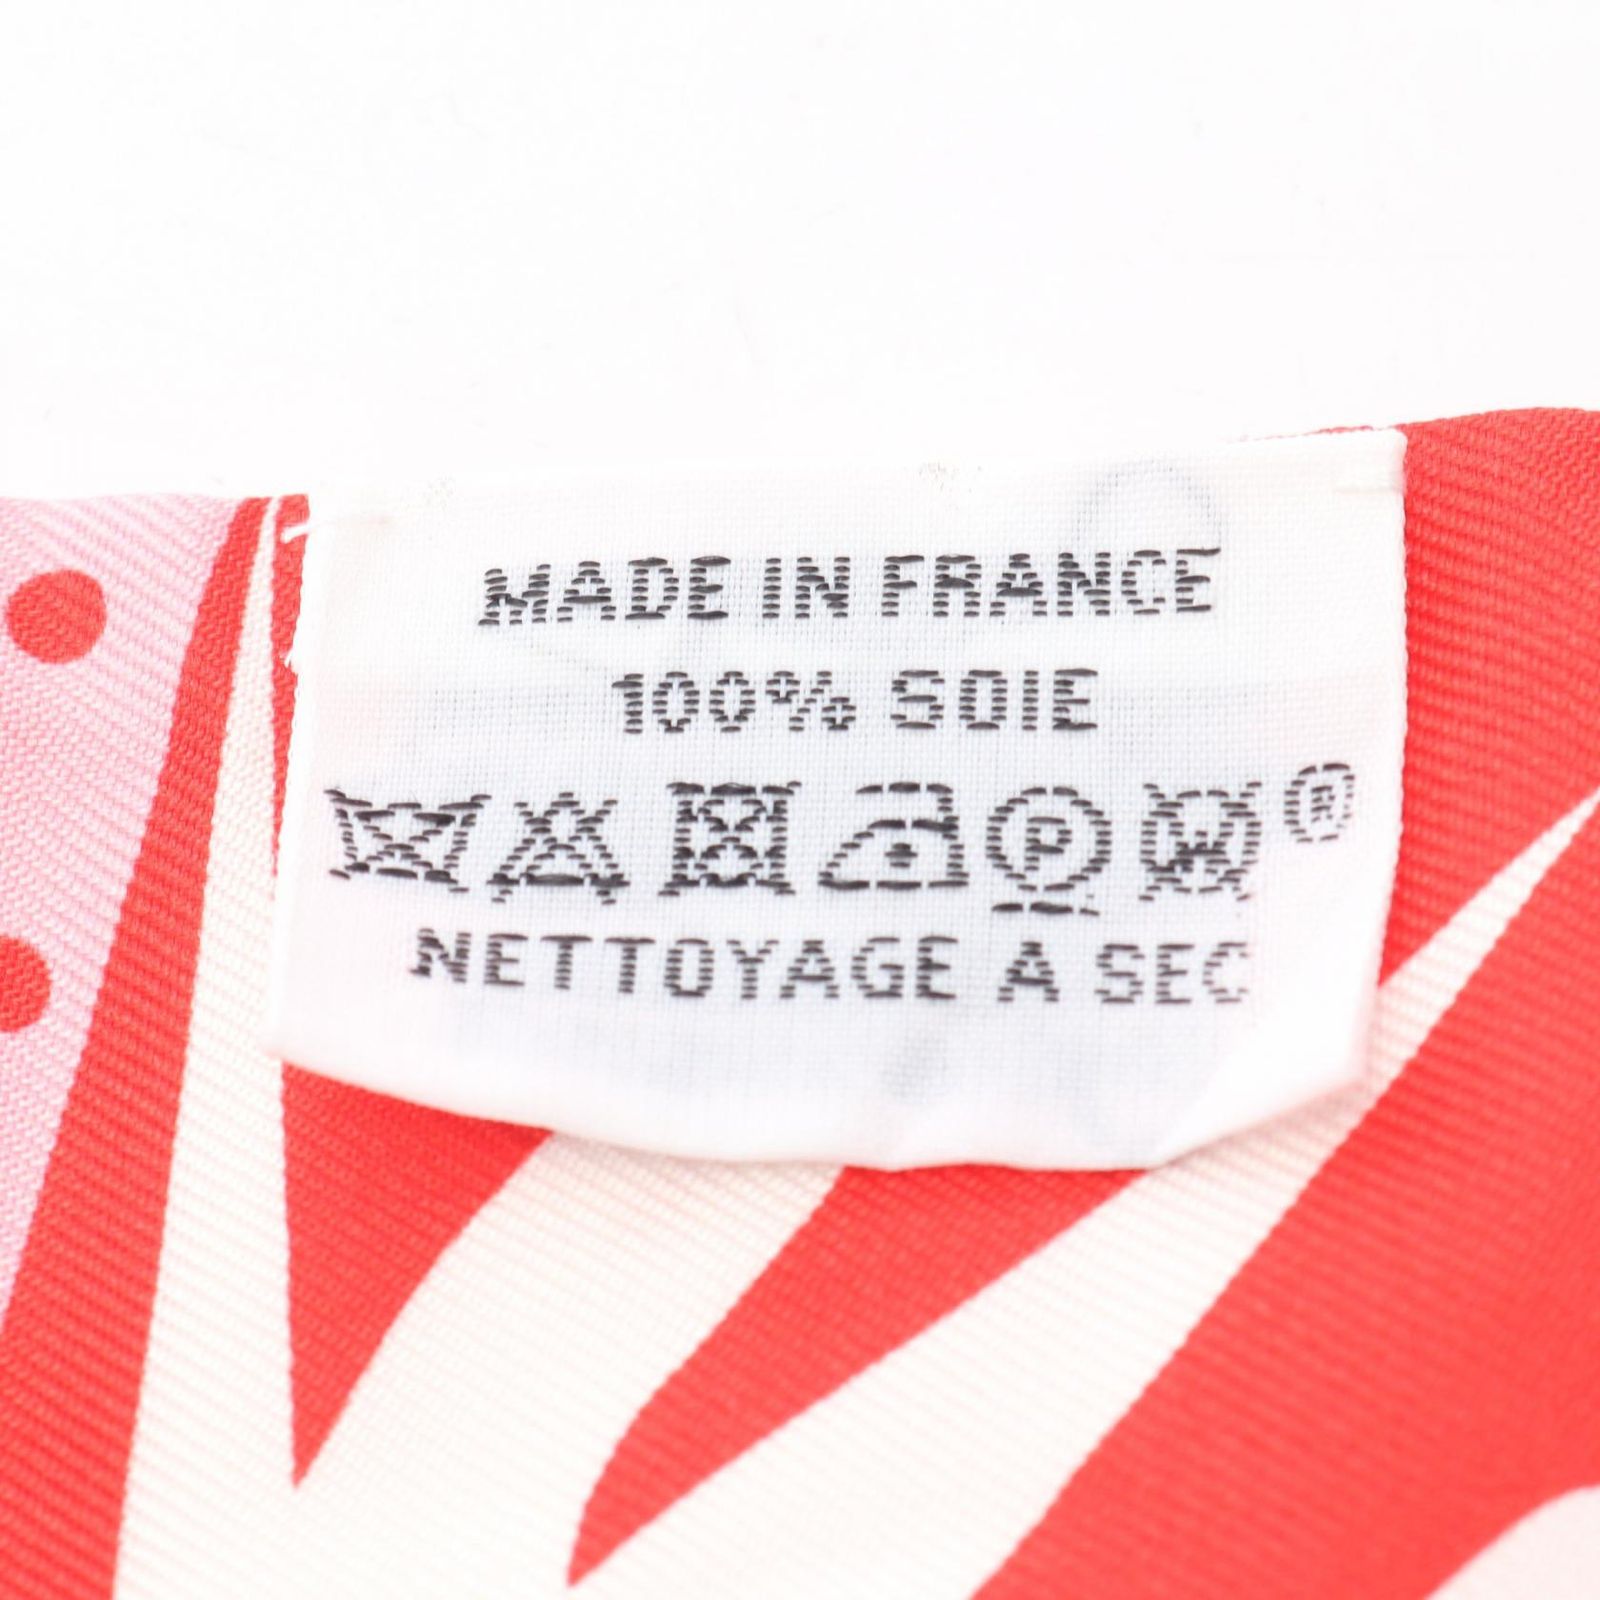 MADE IN FRANCE
100% SOIE
P W ®
NETTOYAGE A SEC